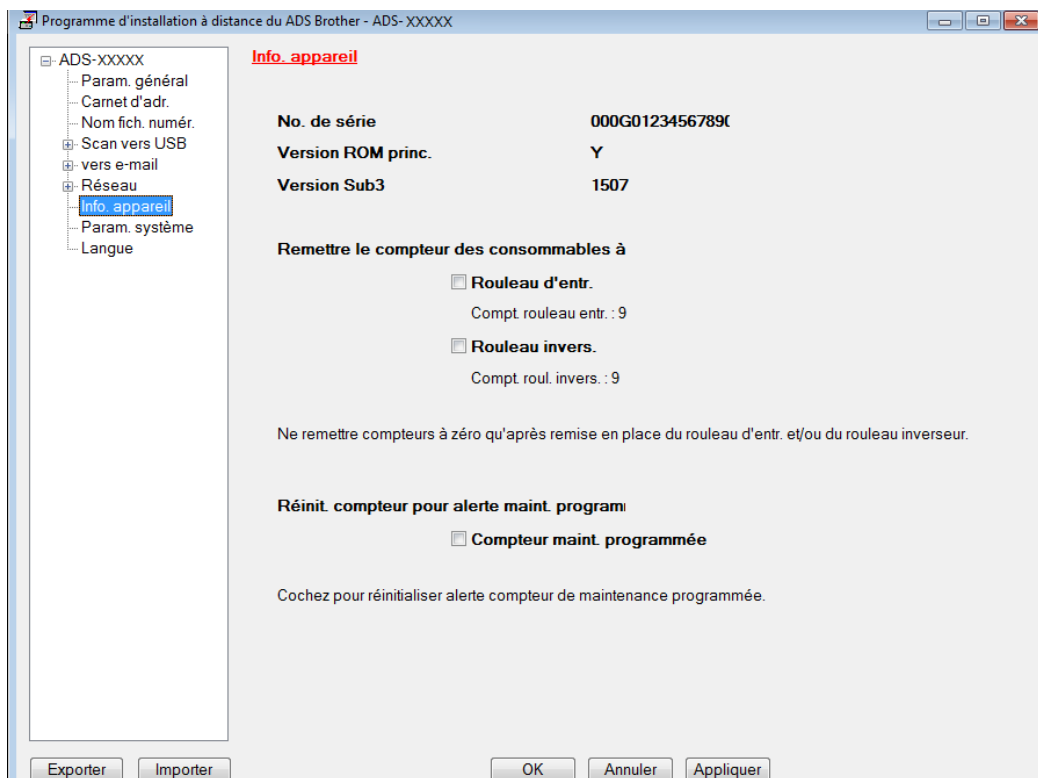 Programme d'installation à distance du ADS Brother - ADS- XXXXX
ADS-XXXXX
Param. général
Carnet d'adr.
Nom fich. numér.
Scan vers USB
vers e-mail
Réseau
Info. appareil
Param. système
Langue
Info. appareil
No. de série 000G0123456789
Version ROM princ. Y
Version Sub3 1507
Remettre le compteur des consommables à
Rouleau d'entr.
Compt. rouleau entr. : 9
Rouleau invers.
Compt. roul. invers. : 9
Ne remettre compteurs à zéro qu'après remise en place du rouleau d'entr. et/ou du rouleau inverseur.
Réinit. compteur pour alerte maint. program
Compteur maint. programmée
Cochez pour réinitialiser alerte compteur de maintenance programmée.
Exporter Importer OK Annuler Appliquer